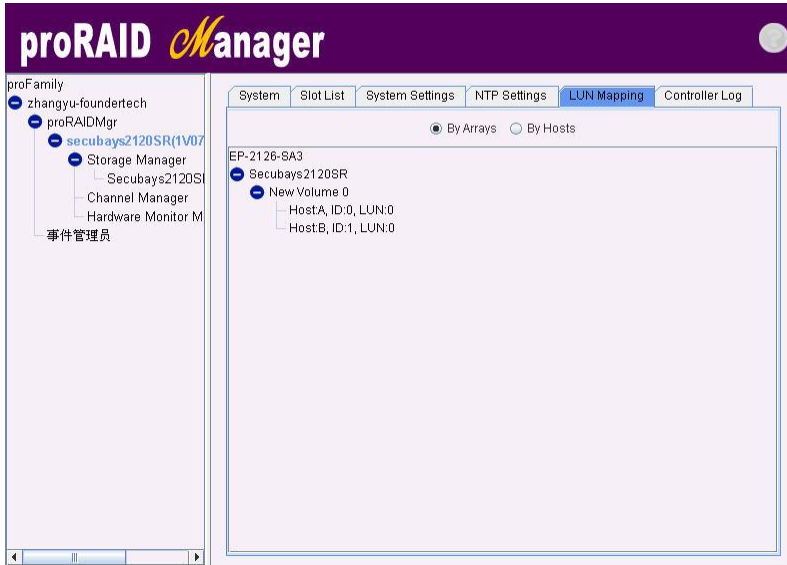 proRAID Manager
proFamily
zhangyu-foundertech
proRAIDMgr
secubays2120SR(1V07
Storage Manager
Secubays2120S
Channel Manager
Hardware Monitor M
事件管理员
System
Slot List
System Settings
NTP Settings
LUN Mapping
Controller Log
By Arrays
By Hosts
EP-2126-SA3
Secubays2120SR
New Volume 0
Host:A, ID:0, LUN:0
Host:B, ID:1, LUN:0